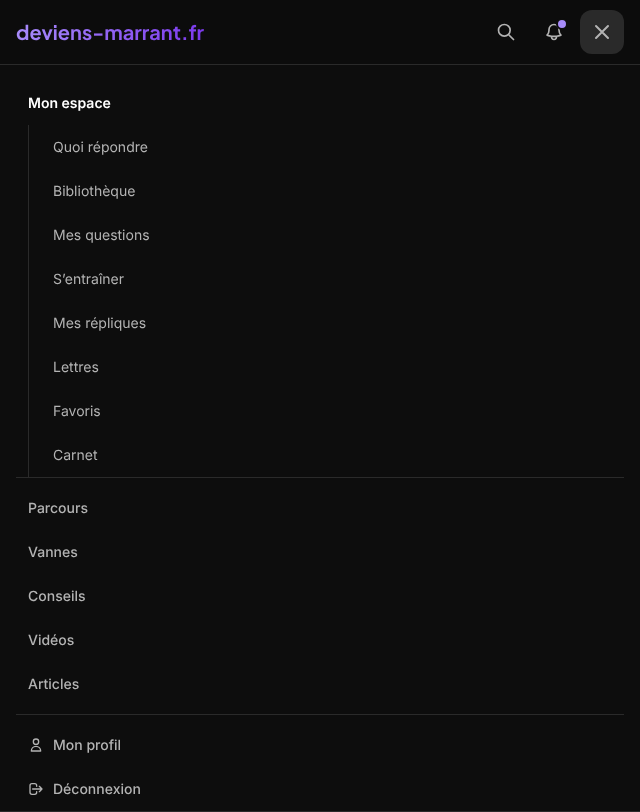 deviens-marrant.fr
Mon espace
Quoi répondre
Bibliothèque
Mes questions
S’entraîner
Mes répliques
Lettres
Favoris
Carnet
Parcours
Vannes
Conseils
Vidéos
Articles
Mon profil
Déconnexion